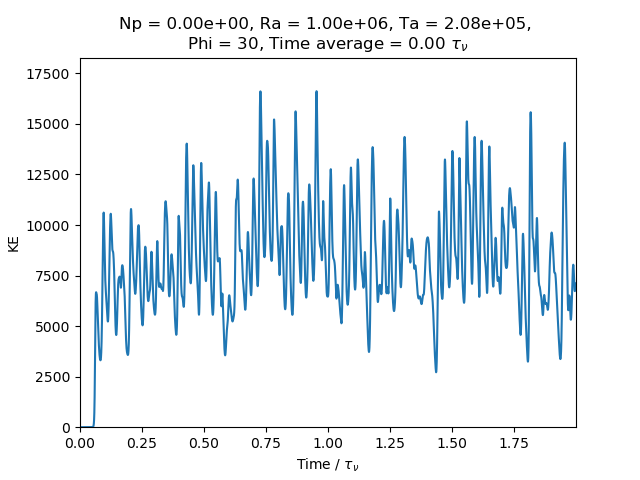 Np = 0.00e+00, Ra = 1.00e+06, Ta = 2.08e+05,
Phi = 30, Time average = 0.00 τν
17500
15000
12500
10000
7500
5000
2500
0
KE
0.00 0.25 0.50 0.75 1.00 1.25 1.50 1.75
Time / τν